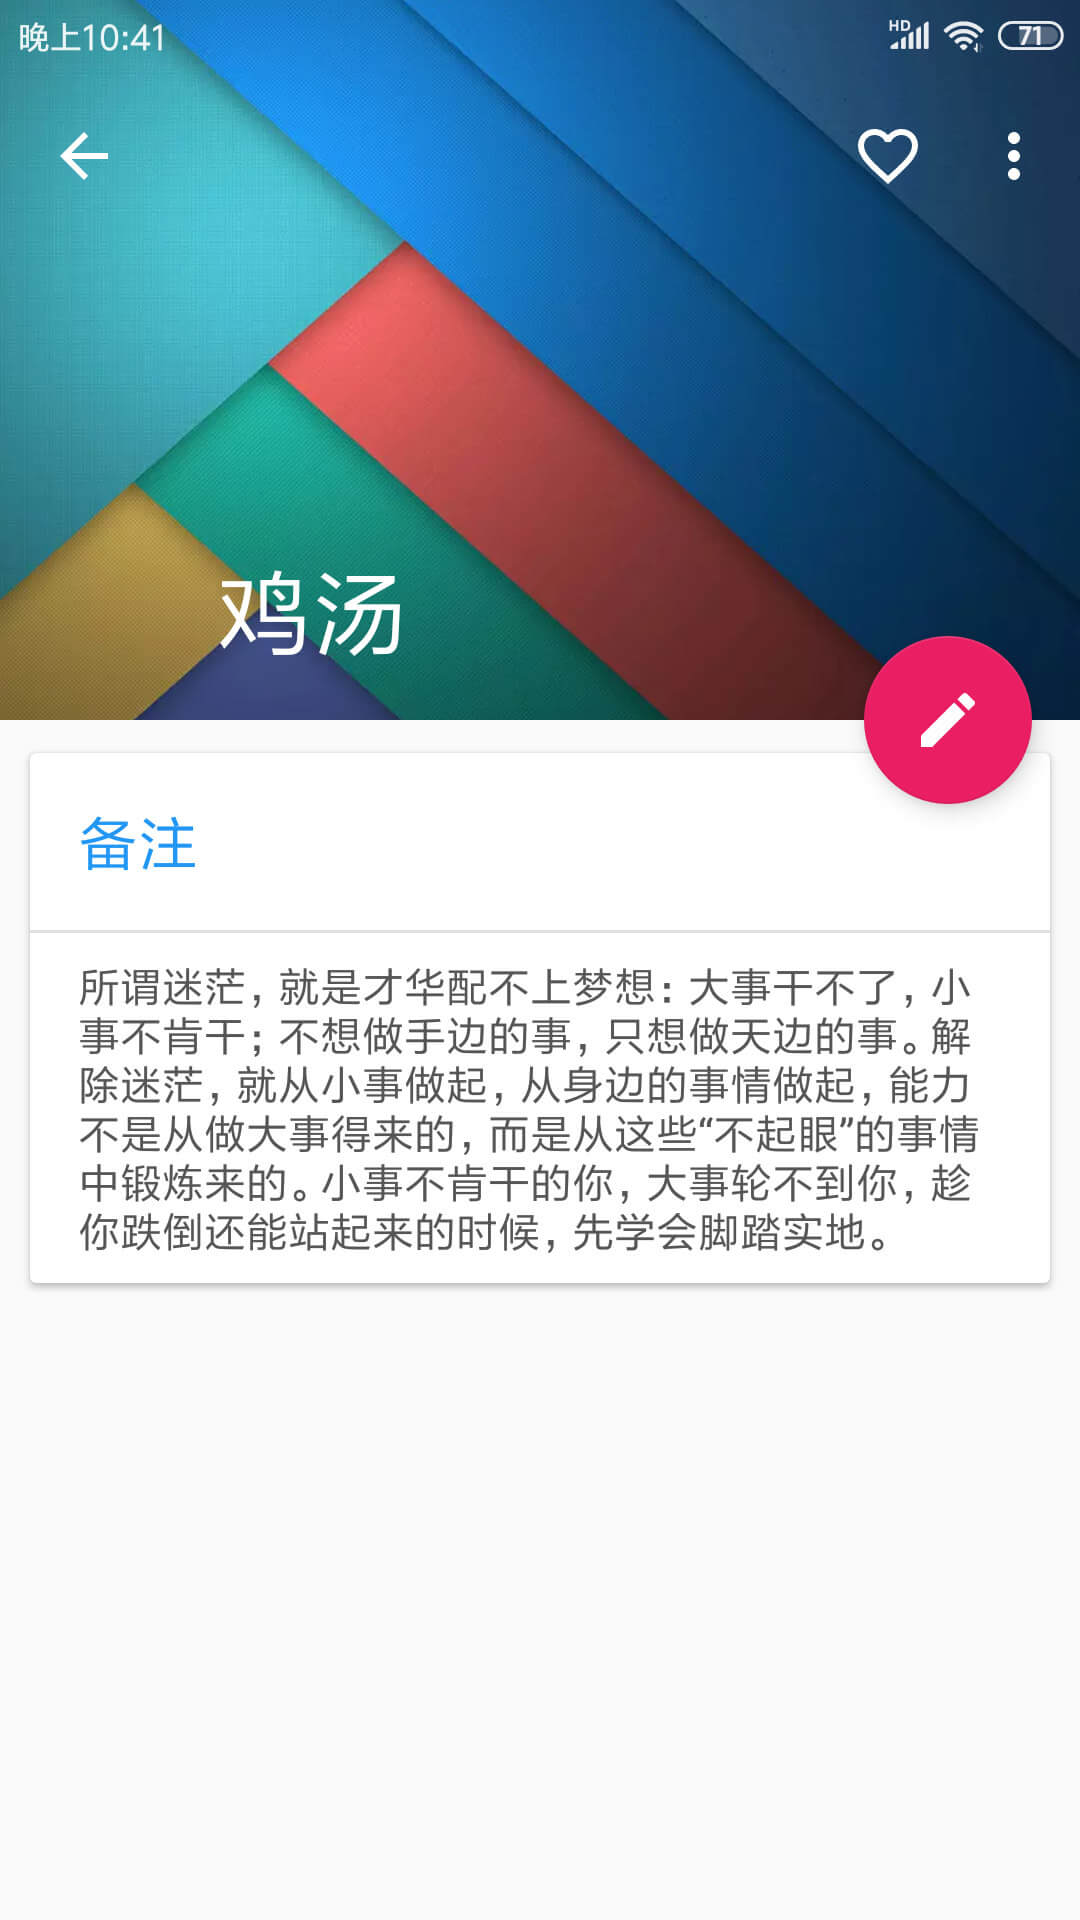 晚上10:41
HD
71
鸡汤
备注
所谓迷茫，就是才华配不上梦想：大事干不了，小
事不肯干；不想做手边的事，只想做天边的事。解
除迷茫，就从小事做起，从身边的事情做起，能力
不是从做大事得来的，而是从这些“不起眼”的事情
中锻炼来的。小事不肯干的你，大事轮不到你，趁
你跌倒还能站起来的时候，先学会脚踏实地。